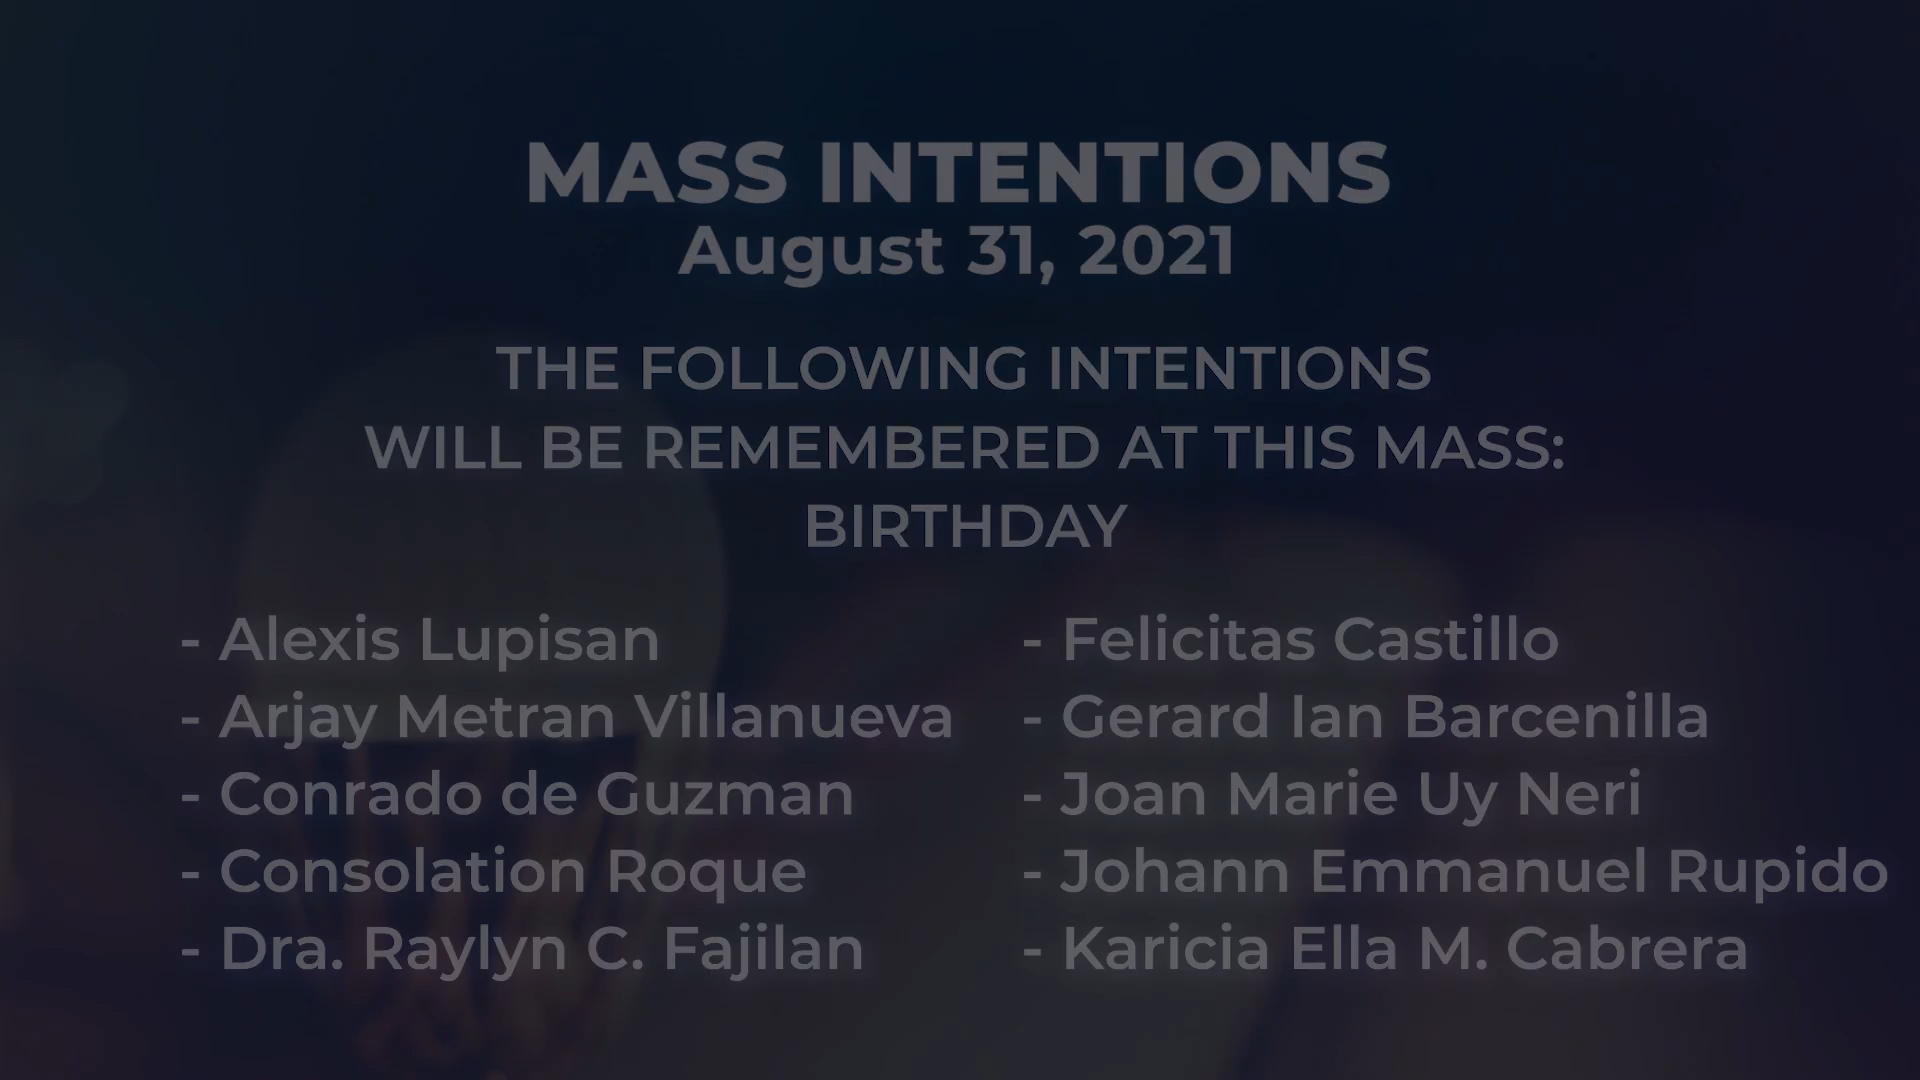 MASS INTENTIONS
August 31, 2021
THE FOLLOWING INTENTIONS
WILL BE REMEMBERED AT THIS MASS:
BIRTHDAY
- Alexis Lupisan
- Arjay Metran Villanueva
- Conrado de Guzman
- Consolation Roque
- Dra. Raylyn C. Fajilan
- Felicitas Castillo
- Gerard Ian Barcenilla
- Joan Marie Uy Neri
- Johann Emmanuel Rupido
- Karicia Ella M. Cabrera